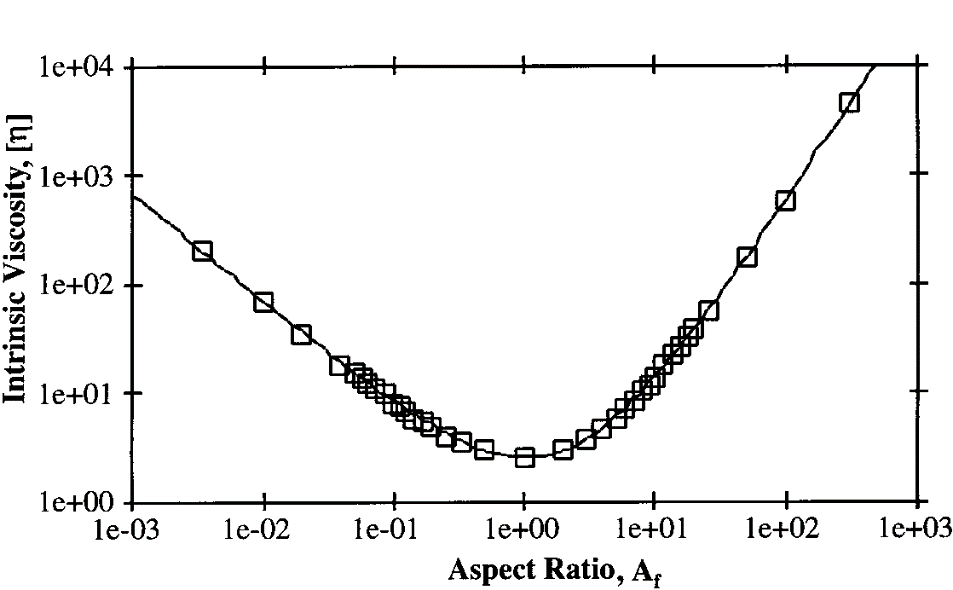 1e+04
1e+03
1e+02
1e+01
1e+00
Intrinsic Viscosity, [η]
1e-03 1e-02 1e-01 1e+00 1e+01 1e+02 1e+03
Aspect Ratio, Af